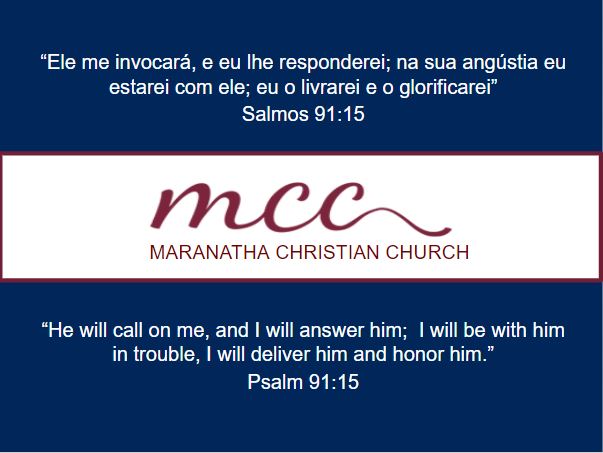 “Ele me invocará, e eu lhe responderei; na sua angústia eu
estarei com ele; eu o livrarei e o glorificarei”
Salmos 91:15
mcc
MARANATHA CHRISTIAN CHURCH
“He will call on me, and I will answer him;  I will be with him
in trouble, I will deliver him and honor him.”
Psalm 91:15